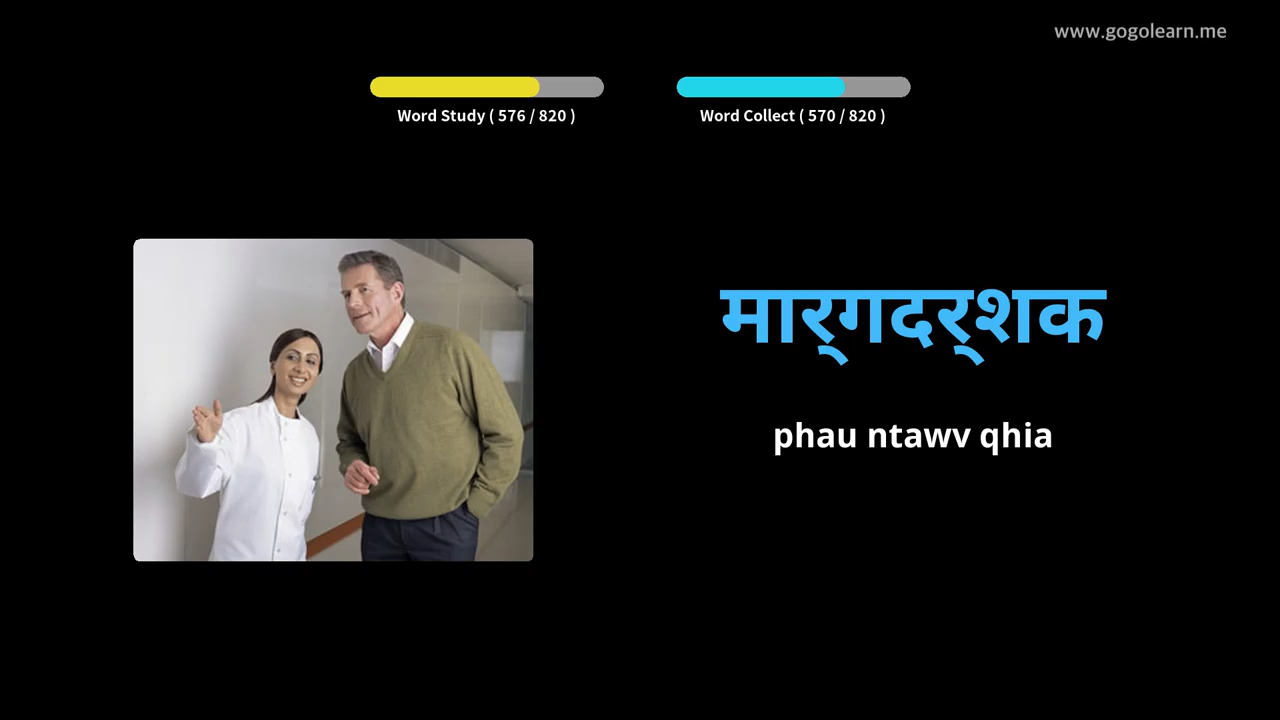 www.gogolearn.me
Word Study ( 576 / 820 )
Word Collect ( 570 / 820 )
मार्गदर्शक
phau ntawv qhia